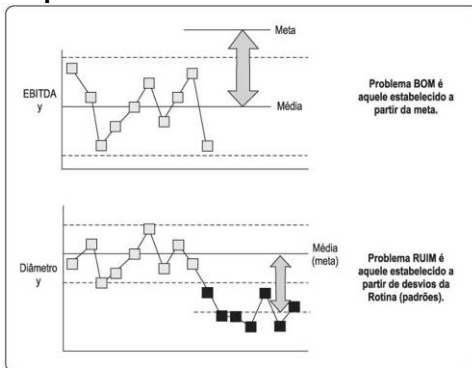 Meta
EBITDA
y
Média
Problema BOM é
aquele estabelecido a
partir da meta.
Diâmetro
y
Média
(meta)
Problema RUIM é
aquele estabelecido a
partir de desvios da
Rotina (padrões).